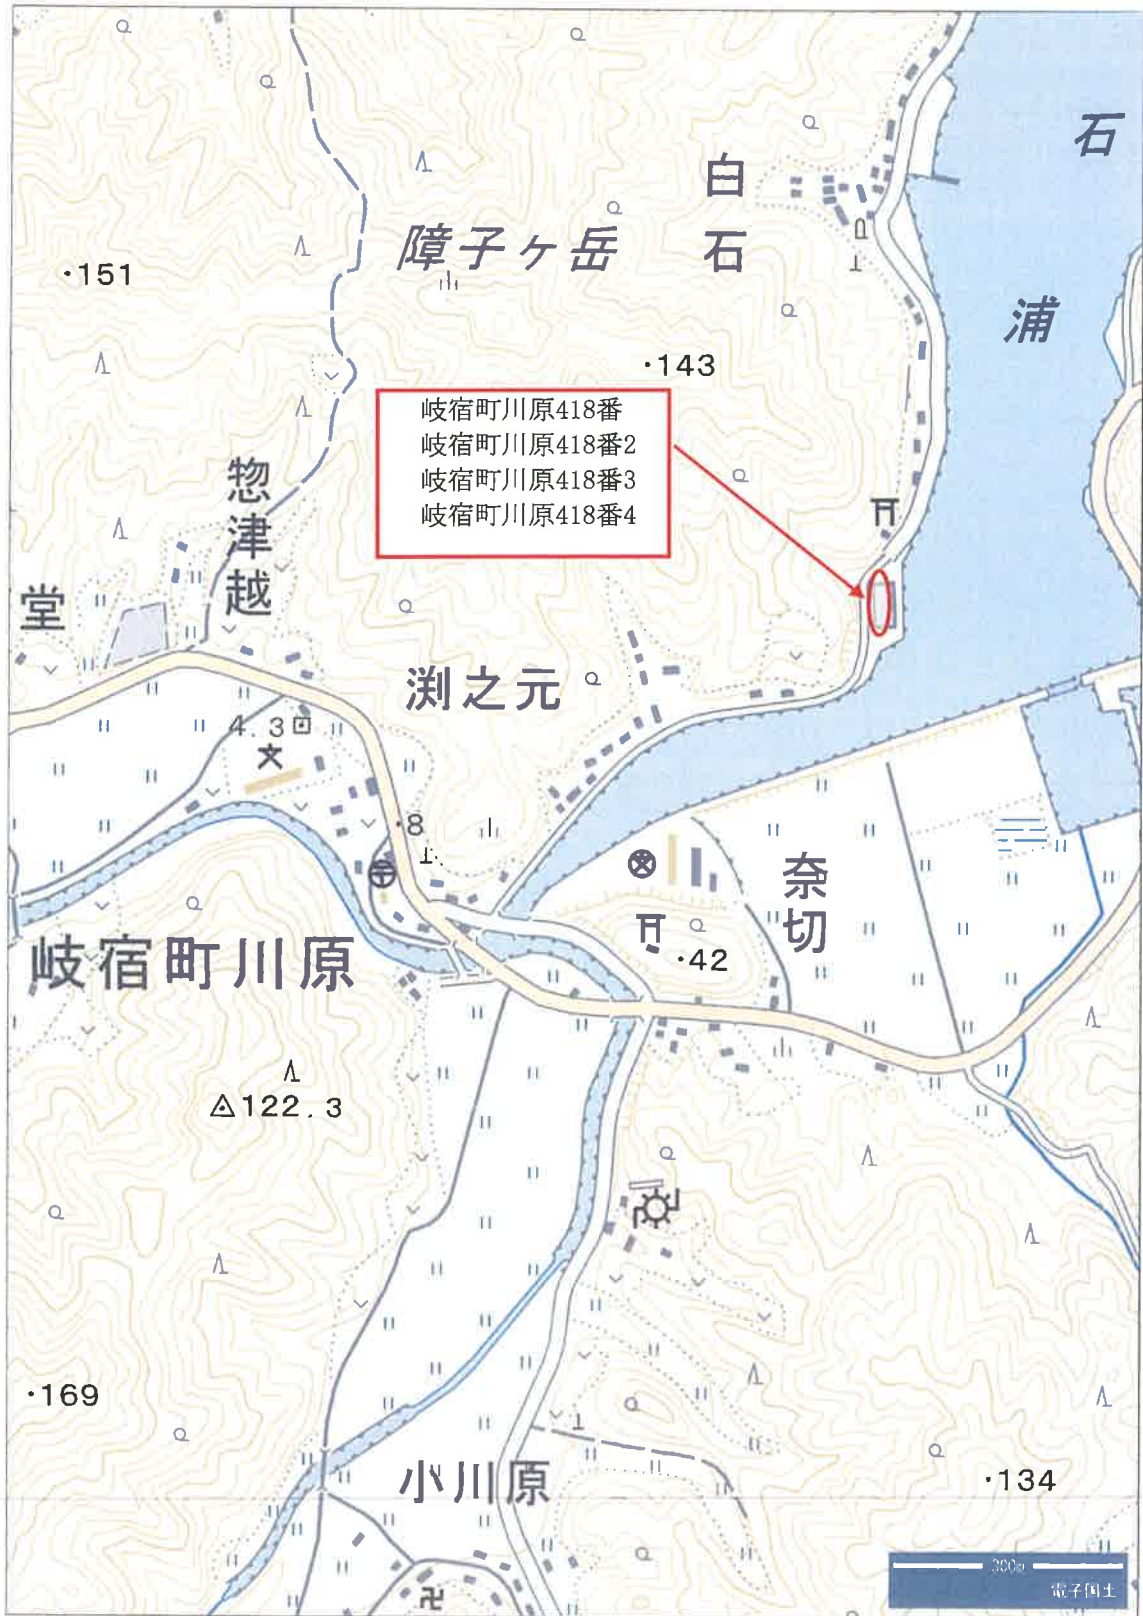 石
浦
白石
障子ヶ岳
・151
・143
岐宿町川原418番
岐宿町川原418番2
岐宿町川原418番3
岐宿町川原418番4
惣津越
堂
渕之元
4.3
・8
奈切
・42
岐宿町川原
122.3
・169
小川原
・134
300m
電子国土